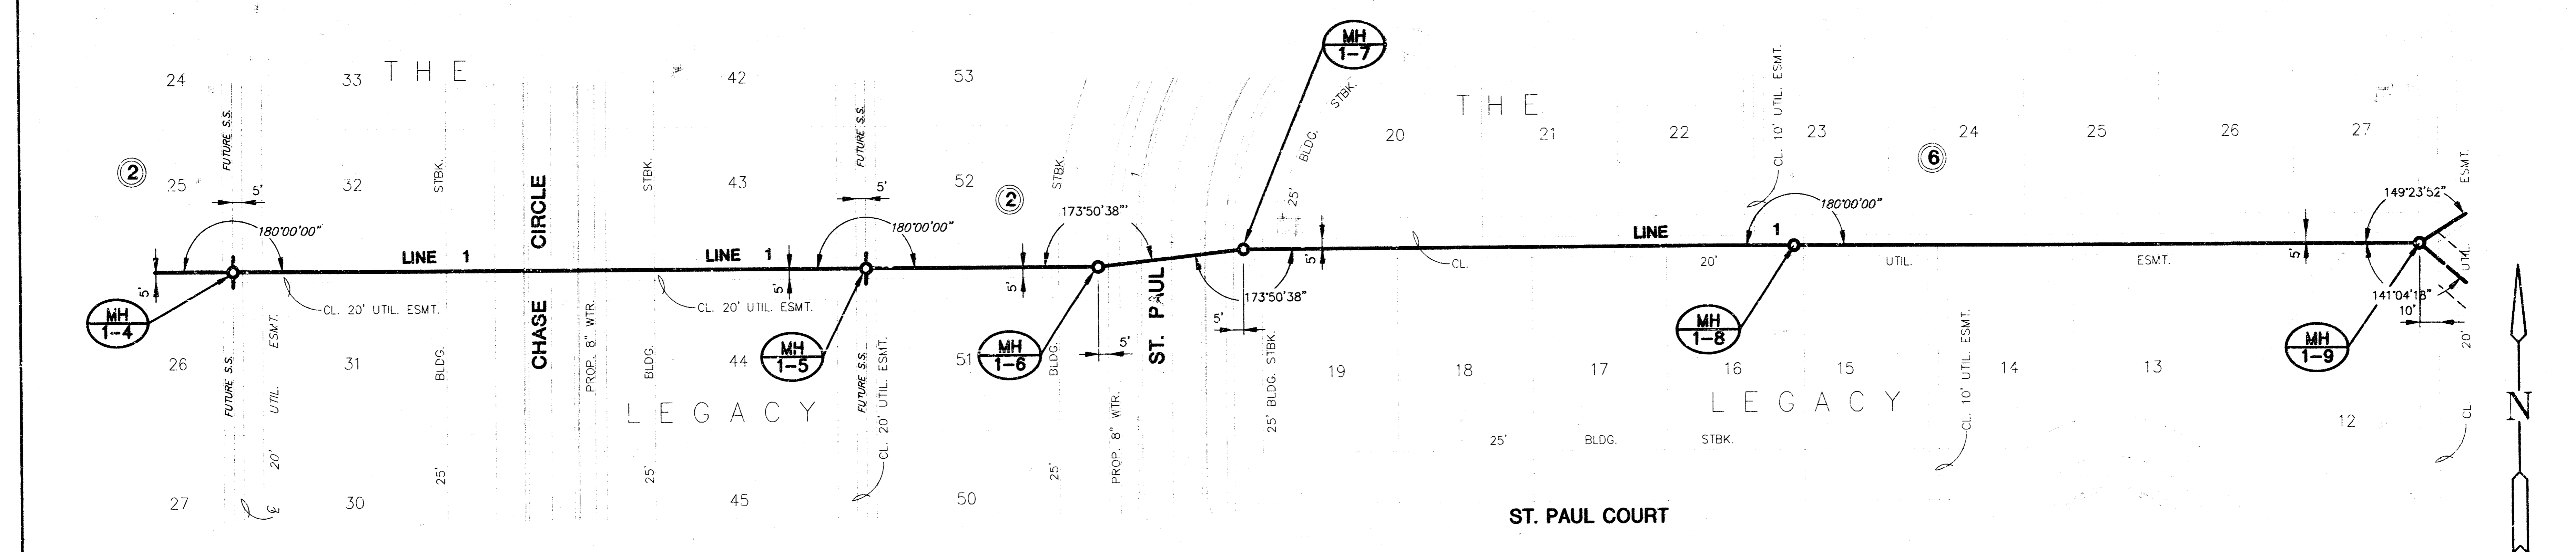 THE
THE
24
33
42
53
20
21
22
23
24
25
26
27
MH
1-7
BLDG. STBK.
25'
CL. 10' UTIL. ESMT.
FUTURE S.S.
FUTURE S.S.
2
25
32
STBK.
CHASE CIRCLE
STBK.
43
52
2
STBK.
1
6
ESMT.
5'
5'
180°00'00"
180°00'00"
173°50'38"
180°00'00"
149°23'52"
LINE 1
LINE 1
LINE 1
5'
5'
5'
5'
5'
CL. 20' UTIL. ESMT.
CL. 20' UTIL. ESMT.
CL.
20'
UTIL.
ESMT.
173°50'38"
141°04'18"
10'
UTIL.
MH
1-4
MH
1-5
MH
1-6
MH
1-8
MH
1-9
5'
5'
ST. PAUL
26
31
44
51
19
18
17
16
15
14
13
12
FUTURE S.S.
20' UTIL. ESMT.
25' BLDG.
PROP. 8" WTR.
25' BLDG.
FUTURE S.S.
CL. 20' UTIL. ESMT.
25' BLDG.
PROP. 8" WTR.
25' BLDG. STBK.
CL. 10' UTIL. ESMT.
CL
20'
LEGACY
LEGACY
25' BLDG. STBK.
N
27
30
45
50
ST. PAUL COURT